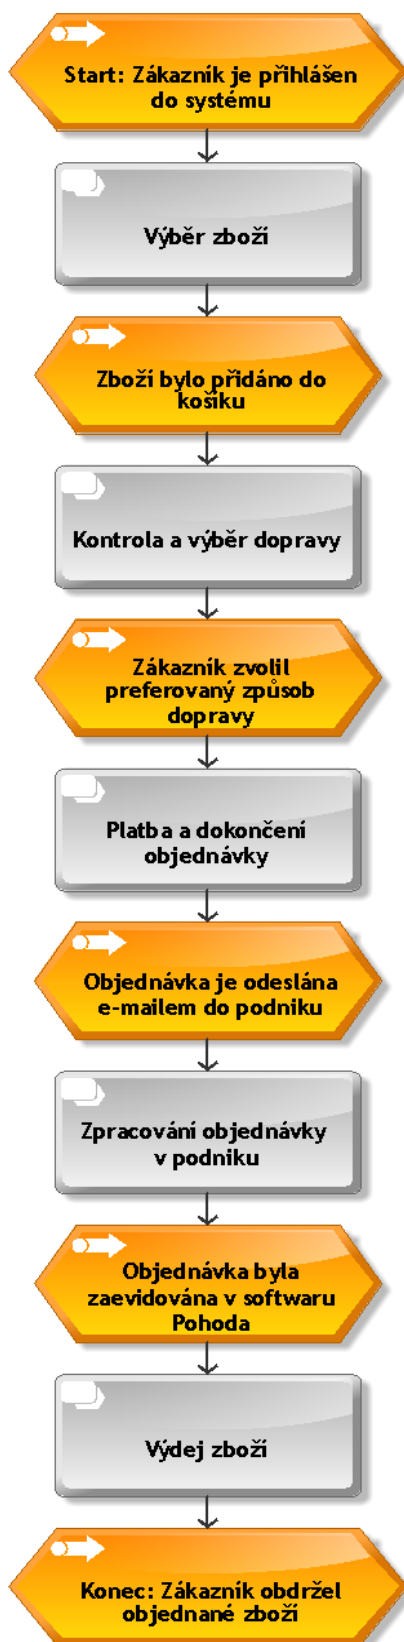 Start: Zákazník je přihlášen
do systému
Výběr zboží
Zboží bylo přidáno do
košíku
Kontrola a výběr dopravy
Zákazník zvolil
preferovaný způsob
dopravy
Platba a dokončení
objednávky
Objednávka je odeslána
e-mailem do podniku
Zpracování objednávky
v podniku
Objednávka byla
zaevidována v softwaru
Pohoda
Výdej zboží
Konec: Zákazník obdržel
objednané zboží